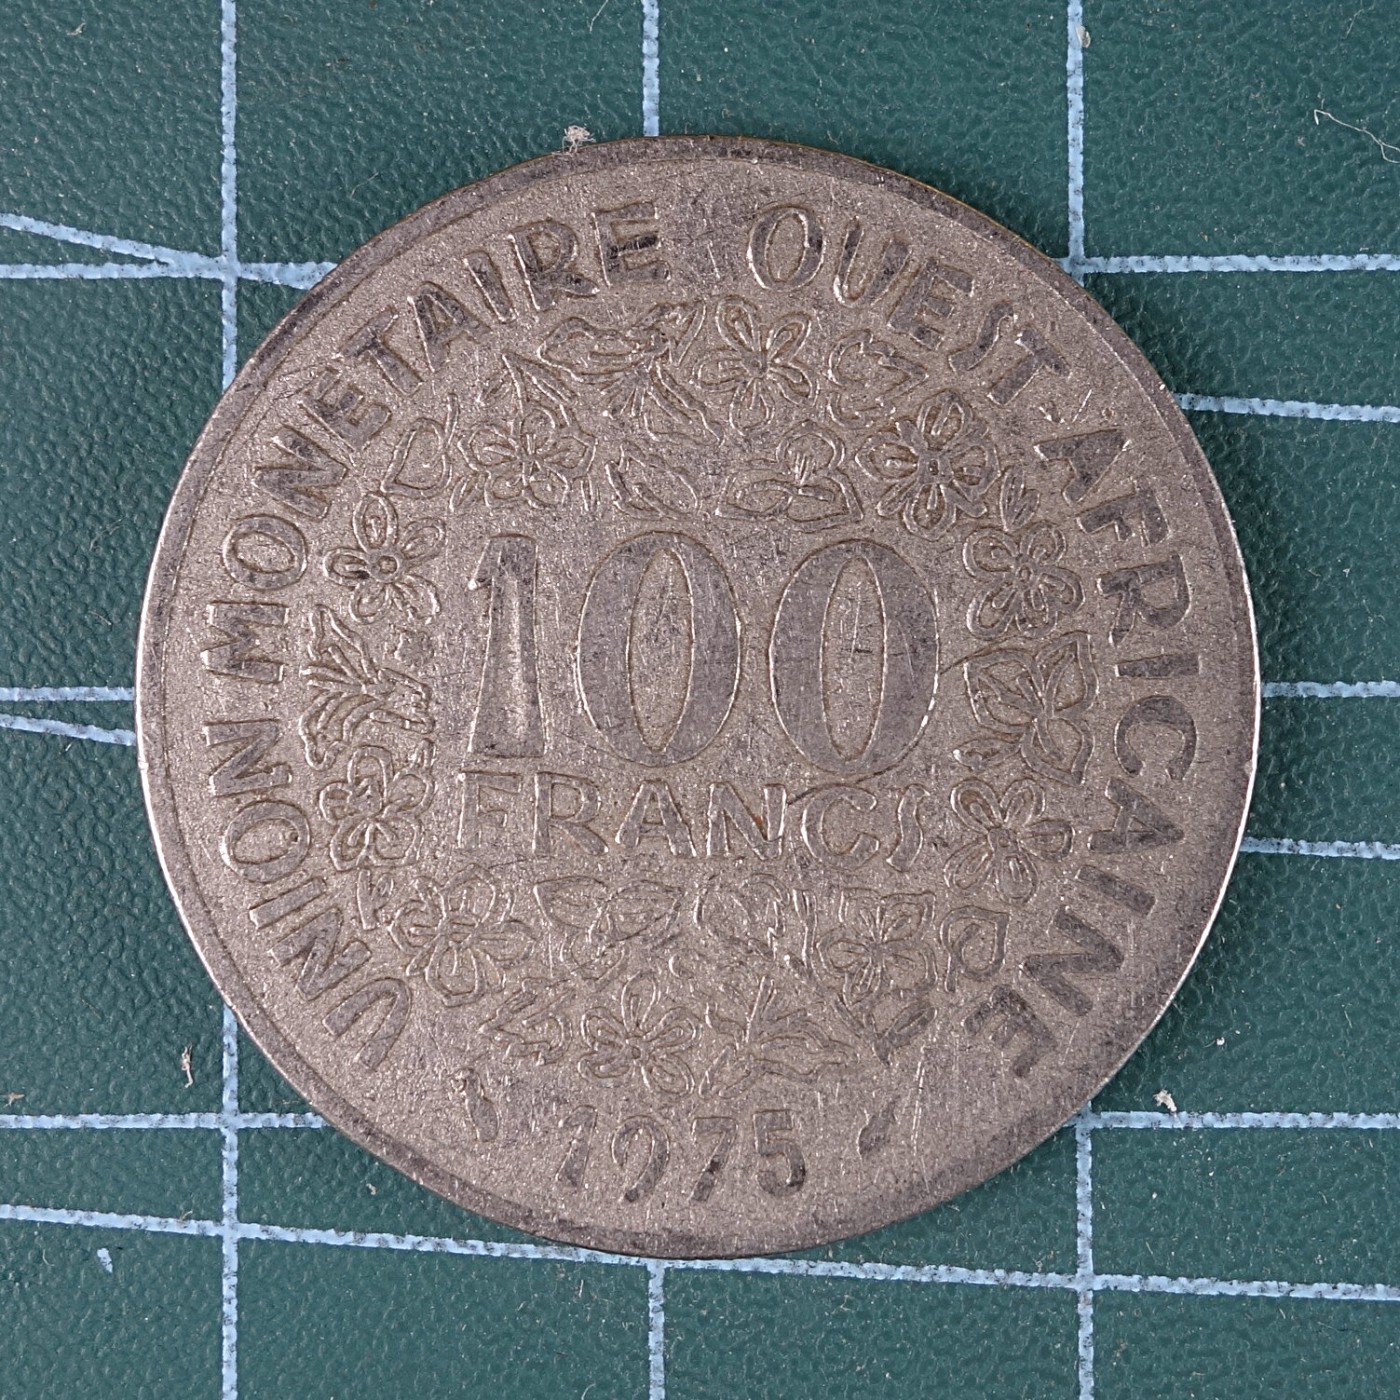 UNION MONETAIRE OUEST-AFRICAINE
100
FRANCS
1975